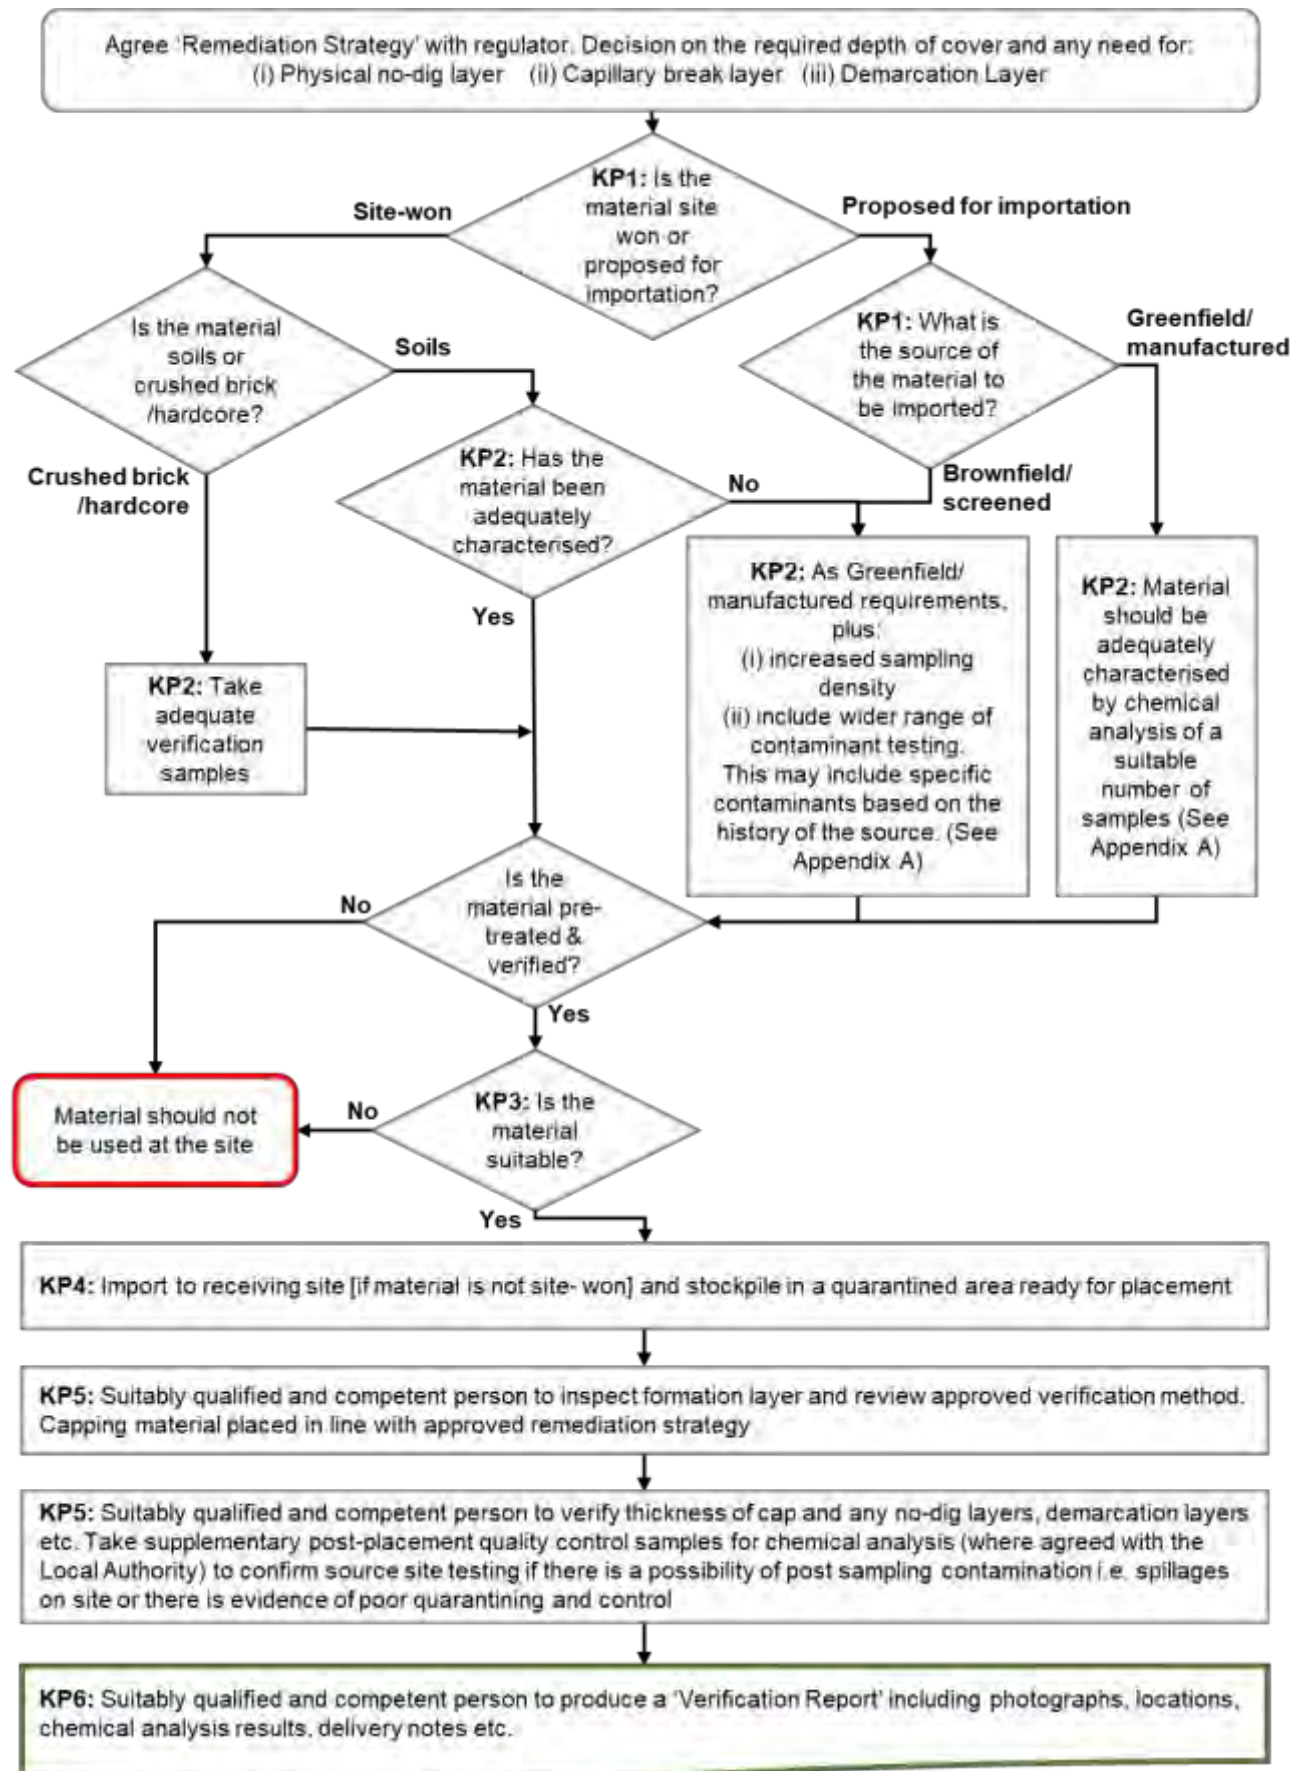 Agree 'Remediation Strategy' with regulator. Decision on the required depth of cover and any need for:
(i) Physical no-dig layer (ii) Capillary break layer (iii) Demarcation Layer
KP1: Is the
material site
won or
proposed for
importation?
Site-won
Proposed for importation
Is the material
soils or
crushed brick
/hardcore?
Soils
Crushed brick
/hardcore
KP1: What is
the source of
the material to
be imported?
Greenfield/
manufactured
Brownfield/
screened
KP2: Has the
material been
adequately
characterised?
No
Yes
KP2: Take
adequate
verification
samples
KP2: As Greenfield/
manufactured requirements,
plus:
(i) increased sampling
density
(ii) include wider range of
contaminant testing.
This may include specific
contaminants based on the
history of the source. (See
Appendix A)
KP2: Material
should be
adequately
characterised
by chemical
analysis of a
suitable
number of
samples (See
Appendix A)
Is the
material pre-
treated &
verified?
No
Yes
Material should not
be used at the site
KP3: Is the
material
suitable?
No
Yes
KP4: Import to receiving site [if material is not site- won] and stockpile in a quarantined area ready for placement
KP5: Suitably qualified and competent person to inspect formation layer and review approved verification method.
Capping material placed in line with approved remediation strategy
KP5: Suitably qualified and competent person to verify thickness of cap and any no-dig layers, demarcation layers
etc. Take supplementary post-placement quality control samples for chemical analysis (where agreed with the
Local Authority) to confirm source site testing if there is a possibility of post sampling contamination i.e. spillages
on site or there is evidence of poor quarantining and control
KP6: Suitably qualified and competent person to produce a 'Verification Report' including photographs, locations,
chemical analysis results, delivery notes etc.